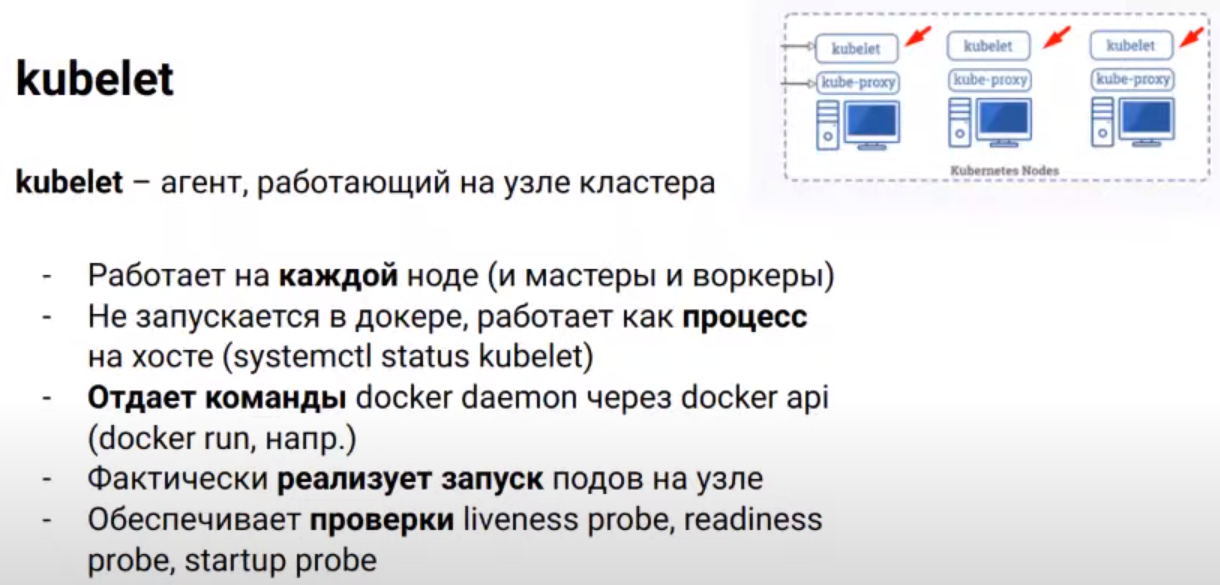 kubelet
kubelet – агент, работающий на узле кластера
- Работает на каждой ноде (и мастеры и воркеры)
- Не запускается в докере, работает как процесс
на хосте (systemctl status kubelet)
- Отдает команды docker daemon через docker api
(docker run, напр.)
- Фактически реализует запуск подов на узле
- Обеспечивает проверки liveness probe, readiness
probe, startup probe
kubelet kubelet kubelet
kube-proxy kube-proxy kube-proxy
Kubernetes Nodes